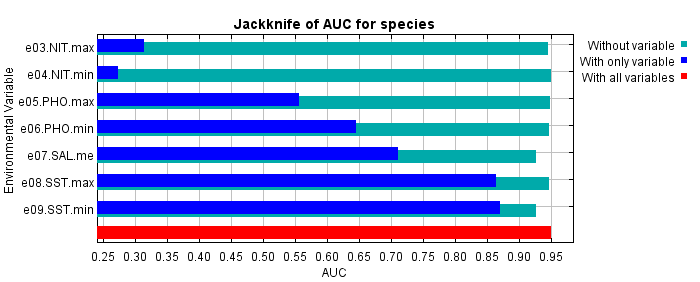 Jackknife of AUC for species
Environmental Variable
e03.NIT.max
e04.NIT.min
e05.PHO.max
e06.PHO.min
e07.SAL.me
e08.SST.max
e09.SST.min
0.25 0.30 0.35 0.40 0.45 0.50 0.55 0.60 0.65 0.70 0.75 0.80 0.85 0.90 0.95
AUC
Without variable
With only variable
With all variables